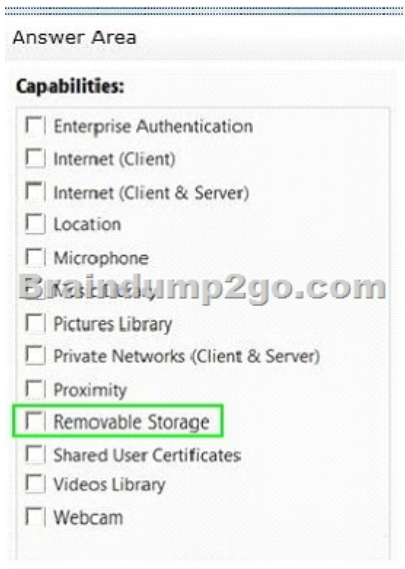 Answer Area
Capabilities:
Enterprise Authentication
Internet (Client)
Internet (Client & Server)
Location
Microphone
Braindump2go.com
Pictures Library
Private Networks (Client & Server)
Proximity
Removable Storage
Shared User Certificates
Videos Library
Webcam